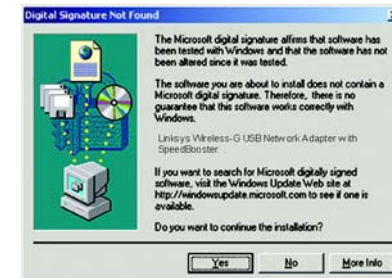 Digital Signature Not Found
The Microsoft digital signature affirms that software has
been tested with Windows and that the software has not
been altered since it was tested.
The software you are about to install does not contain a
Microsoft digital signature. Therefore, there is no
guarantee that this software works correctly with
Windows.
Linksys Wireless-G USB Network Adapter with
SpeedBooster
If you want to search for Microsoft digitally signed
software, visit the Windows Update Web site at
http://windowsupdate.microsoft.com to see if one is
available.
Do you want to continue the installation?
Yes
No
More Info